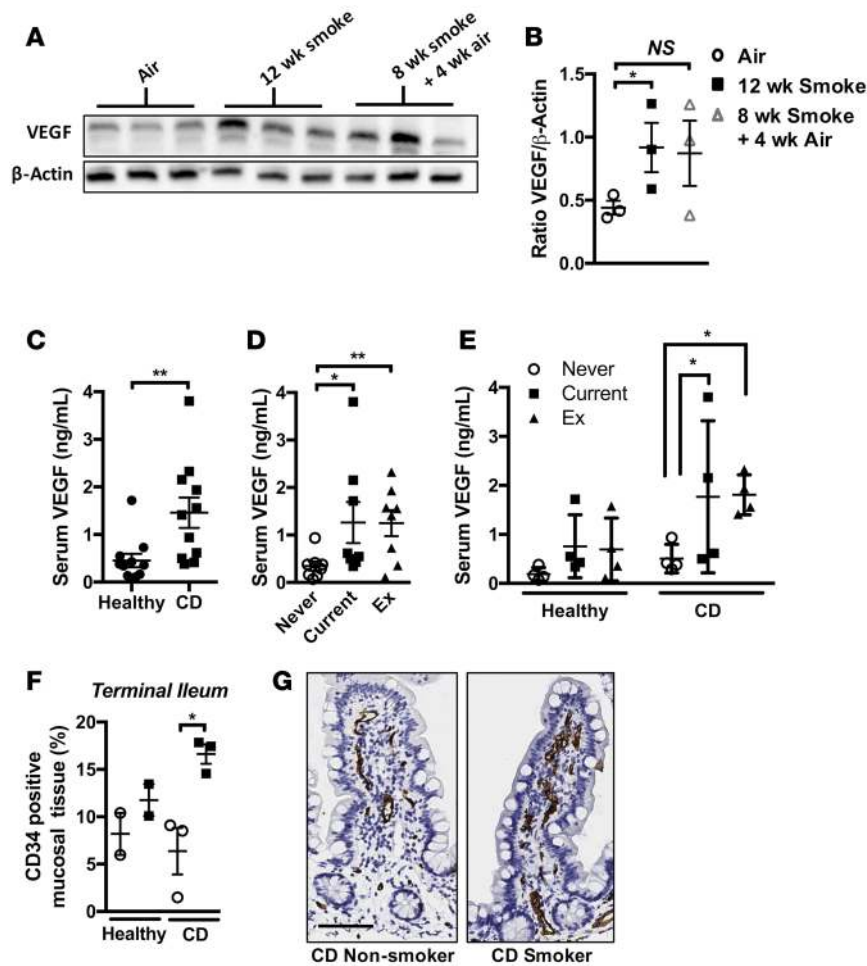 A
Air
12 wk smoke
8 wk smoke
+ 4 wk air
VEGF
β-Actin
B
NS
*
1.5
1.0
0.5
0.0
Ratio VEGF/β-Actin
Air
12 wk Smoke
8 wk Smoke
+ 4 wk Air
C
**
4
3
2
1
0
Serum VEGF (ng/mL)
Healthy
CD
D
**
*
4
3
2
1
0
Serum VEGF (ng/mL)
Never
Current
Ex
E
*
*
Never
Current
Ex
4
3
2
1
0
Serum VEGF (ng/mL)
Healthy
CD
F
Terminal Ileum
*
20
15
10
5
0
CD34 positive
mucosal tissue (%)
Healthy
CD
G
CD Non-smoker
CD Smoker